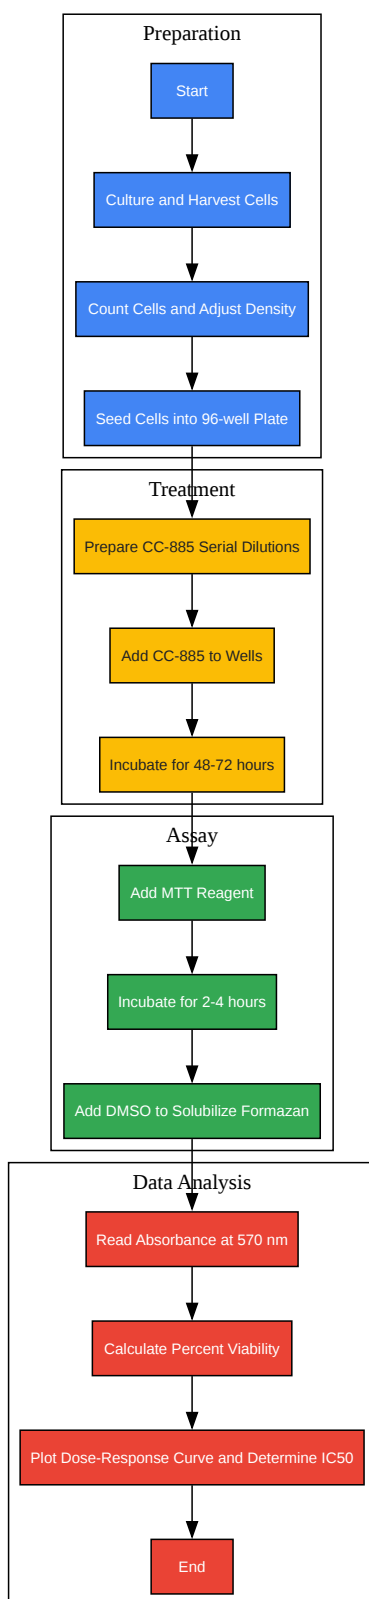 Preparation
Start
Culture and Harvest Cells
Count Cells and Adjust Density
Seed Cells into 96-well Plate
Treatment
Prepare CC-885 Serial Dilutions
Add CC-885 to Wells
Incubate for 48-72 hours
Assay
Add MTT Reagent
Incubate for 2-4 hours
Add DMSO to Solubilize Formazan
Data Analysis
Read Absorbance at 570 nm
Calculate Percent Viability
Plot Dose-Response Curve and Determine IC50
End